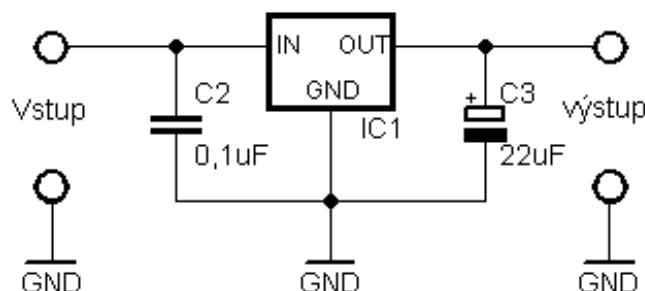 IN OUT
GND
C2
C3
+
Vstup
výstup
IC1
0,1uF
22uF
GND
GND
GND